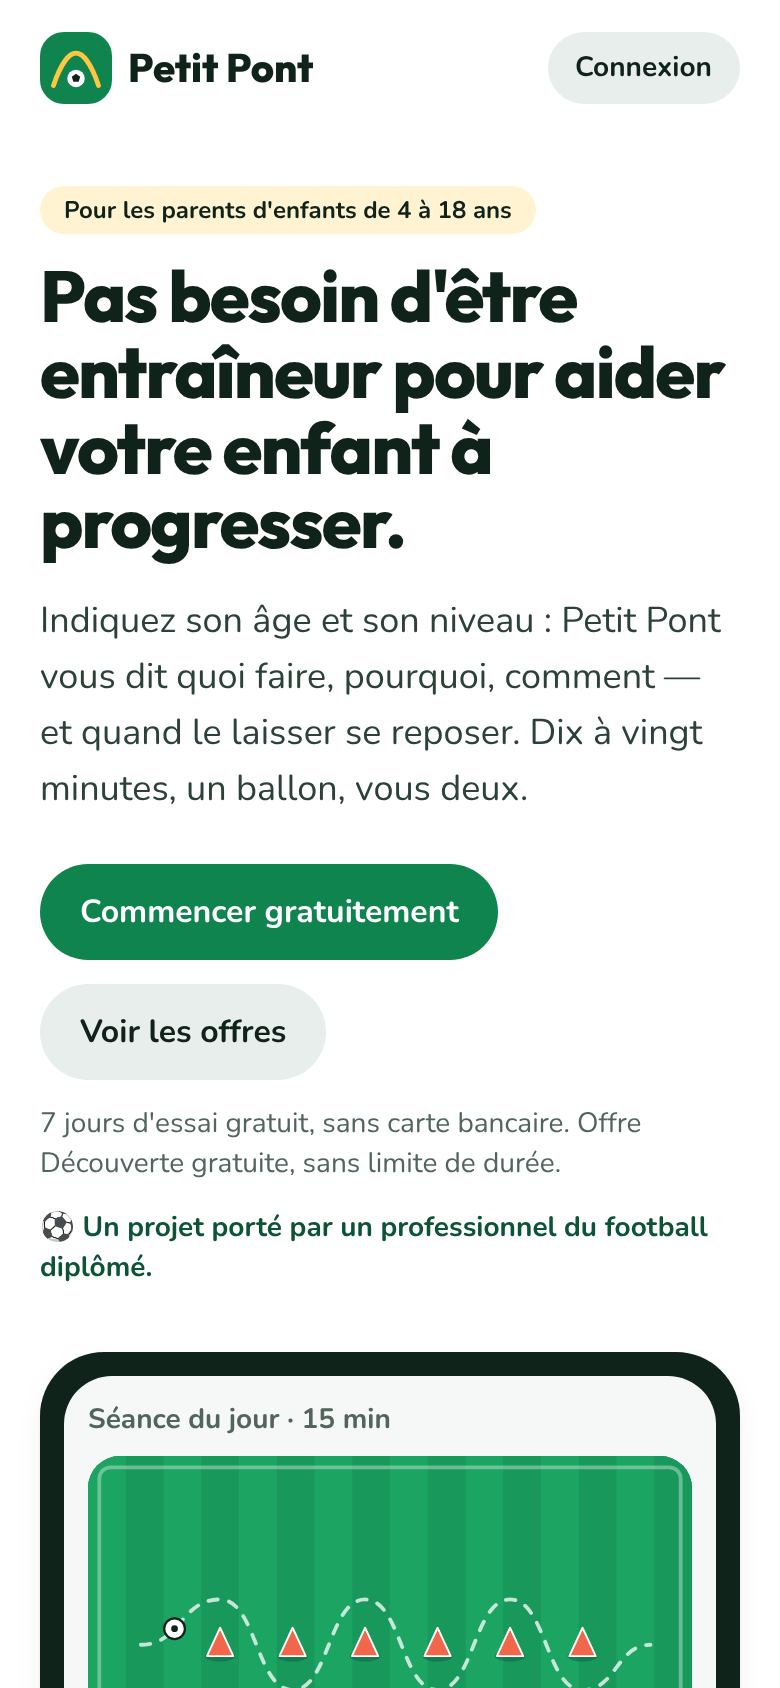 Petit Pont
Connexion
Pour les parents d'enfants de 4 à 18 ans
Pas besoin d'être
entraîneur pour aider
votre enfant à
progresser.
Indiquez son âge et son niveau : Petit Pont
vous dit quoi faire, pourquoi, comment —
et quand le laisser se reposer. Dix à vingt
minutes, un ballon, vous deux.
Commencer gratuitement
Voir les offres
7 jours d'essai gratuit, sans carte bancaire. Offre
Découverte gratuite, sans limite de durée.
⚽ Un projet porté par un professionnel du football
diplômé.
Séance du jour · 15 min